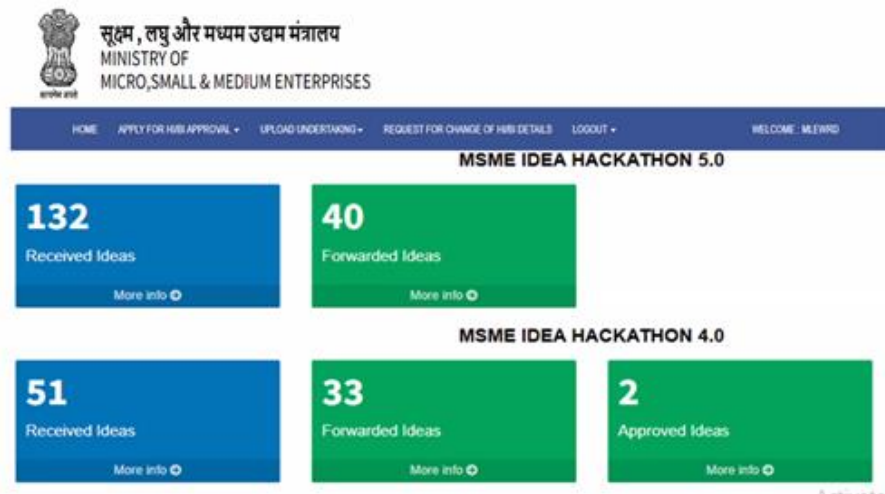 सूक्ष्म , लघु और मध्यम उद्यम मंत्रालय
MINISTRY OF
MICRO,SMALL & MEDIUM ENTERPRISES
सत्यमेव जयते
HOME APPLY FOR HI/BI APPROVAL UPLOAD UNDERTAKING REQUEST FOR CHANGE OF HI/BI DETAILS LOGOUT WELCOME : MLEWRD
MSME IDEA HACKATHON 5.0
132 40
Received Ideas Forwarded Ideas
More info More info
MSME IDEA HACKATHON 4.0
51 33 2
Received Ideas Forwarded Ideas Approved Ideas
More info More info More info